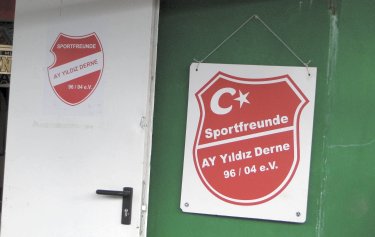 SPORTFREUNDE
AY YILDIZ DERNE
96 / 04 e.V.
Sportfreunde
AY Yıldız Derne
96 / 04 e.V.